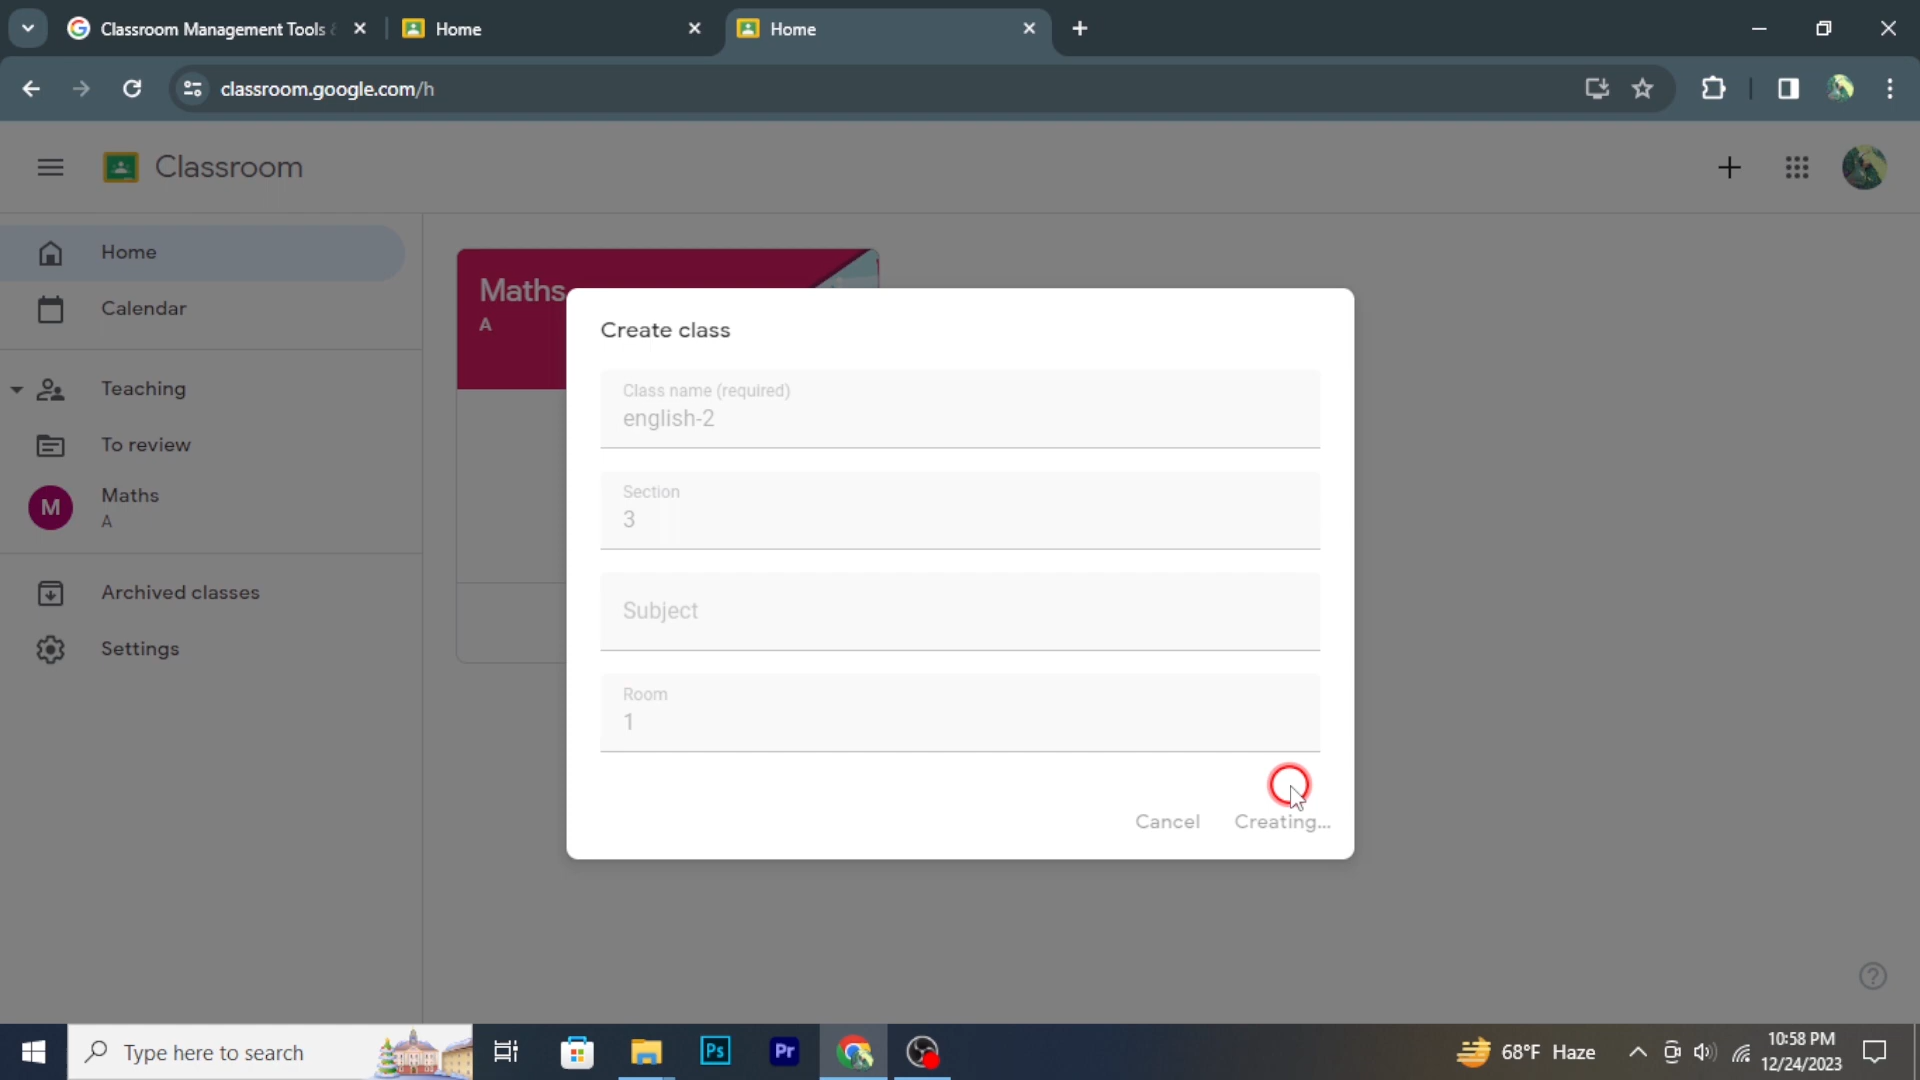 Classroom Management Tools &
Home
Home
classroom.google.com/h
Classroom
Home
Calendar
Teaching
To review
M
Maths
A
Archived classes
Settings
Maths
A
Create class
Class name (required)
english-2
Section
3
Subject
Room
1
Cancel
Creating...
Type here to search
Ps
Pr
68°F Haze
10:58 PM
12/24/2023